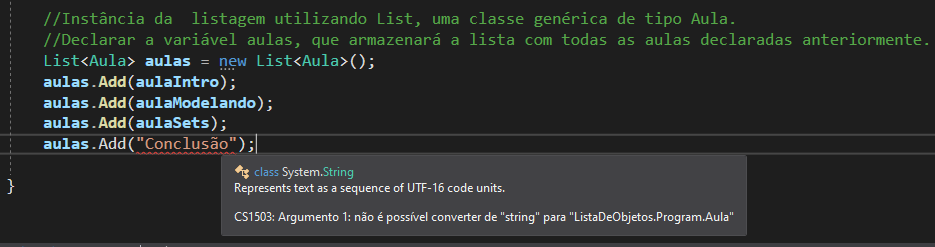 //Instância da  listagem utilizando List, uma classe genérica de tipo Aula.
//Declarar a variável aulas, que armazenará a lista com todas as aulas declaradas anteriormente.
List<Aula> aulas = new List<Aula>();
aulas.Add(aulaIntro);
aulas.Add(aulaModelando);
aulas.Add(aulaSets);
aulas.Add("Conclusão");
class System.String
Represents text as a sequence of UTF-16 code units.
CS1503: Argumento 1: não é possível converter de "string" para "ListaDeObjetos.Program.Aula"
}